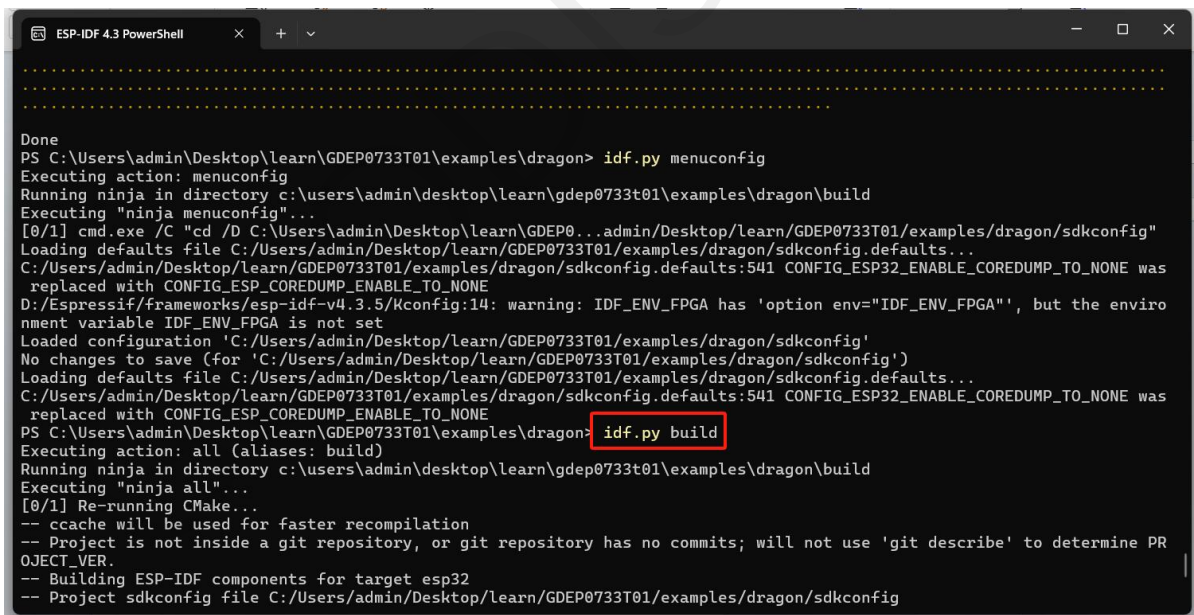 ESP-IDF 4.3 PowerShell
Done
PS C:\Users\admin\Desktop\learn\GDEP0733T01\examples\dragon> idf.py menuconfig
Executing action: menuconfig
Running ninja in directory c:\users\admin\desktop\learn\gdep0733t01\examples\dragon\build
Executing "ninja menuconfig"...
[0/1] cmd.exe /C "cd /D C:\Users\admin\Desktop\learn\GDEP0...admin/Desktop/learn/GDEP0733T01/examples/dragon/sdkconfig"
Loading defaults file C:/Users/admin/Desktop/learn/GDEP0733T01/examples/dragon/sdkconfig.defaults...
C:/Users/admin/Desktop/learn/GDEP0733T01/examples/dragon/sdkconfig.defaults:541 CONFIG_ESP32_ENABLE_COREDUMP_TO_NONE was
replaced with CONFIG_ESP_COREDUMP_ENABLE_TO_NONE
D:/Espressif/frameworks/esp-idf-v4.3.5/Kconfig:14: warning: IDF_ENV_FPGA has 'option env="IDF_ENV_FPGA"', but the enviro
nment variable IDF_ENV_FPGA is not set
Loaded configuration 'C:/Users/admin/Desktop/learn/GDEP0733T01/examples/dragon/sdkconfig'
No changes to save (for 'C:/Users/admin/Desktop/learn/GDEP0733T01/examples/dragon/sdkconfig')
Loading defaults file C:/Users/admin/Desktop/learn/GDEP0733T01/examples/dragon/sdkconfig.defaults...
C:/Users/admin/Desktop/learn/GDEP0733T01/examples/dragon/sdkconfig.defaults:541 CONFIG_ESP32_ENABLE_COREDUMP_TO_NONE was
replaced with CONFIG_ESP_COREDUMP_ENABLE_TO_NONE
PS C:\Users\admin\Desktop\learn\GDEP0733T01\examples\dragon> idf.py build
Executing action: all (aliases: build)
Running ninja in directory c:\users\admin\desktop\learn\gdep0733t01\examples\dragon\build
Executing "ninja all"...
[0/1] Re-running CMake...
-- ccache will be used for faster recompilation
-- Project is not inside a git repository, or git repository has no commits; will not use 'git describe' to determine PR
OJECT_VER.
-- Building ESP-IDF components for target esp32
-- Project sdkconfig file C:/Users/admin/Desktop/learn/GDEP0733T01/examples/dragon/sdkconfig